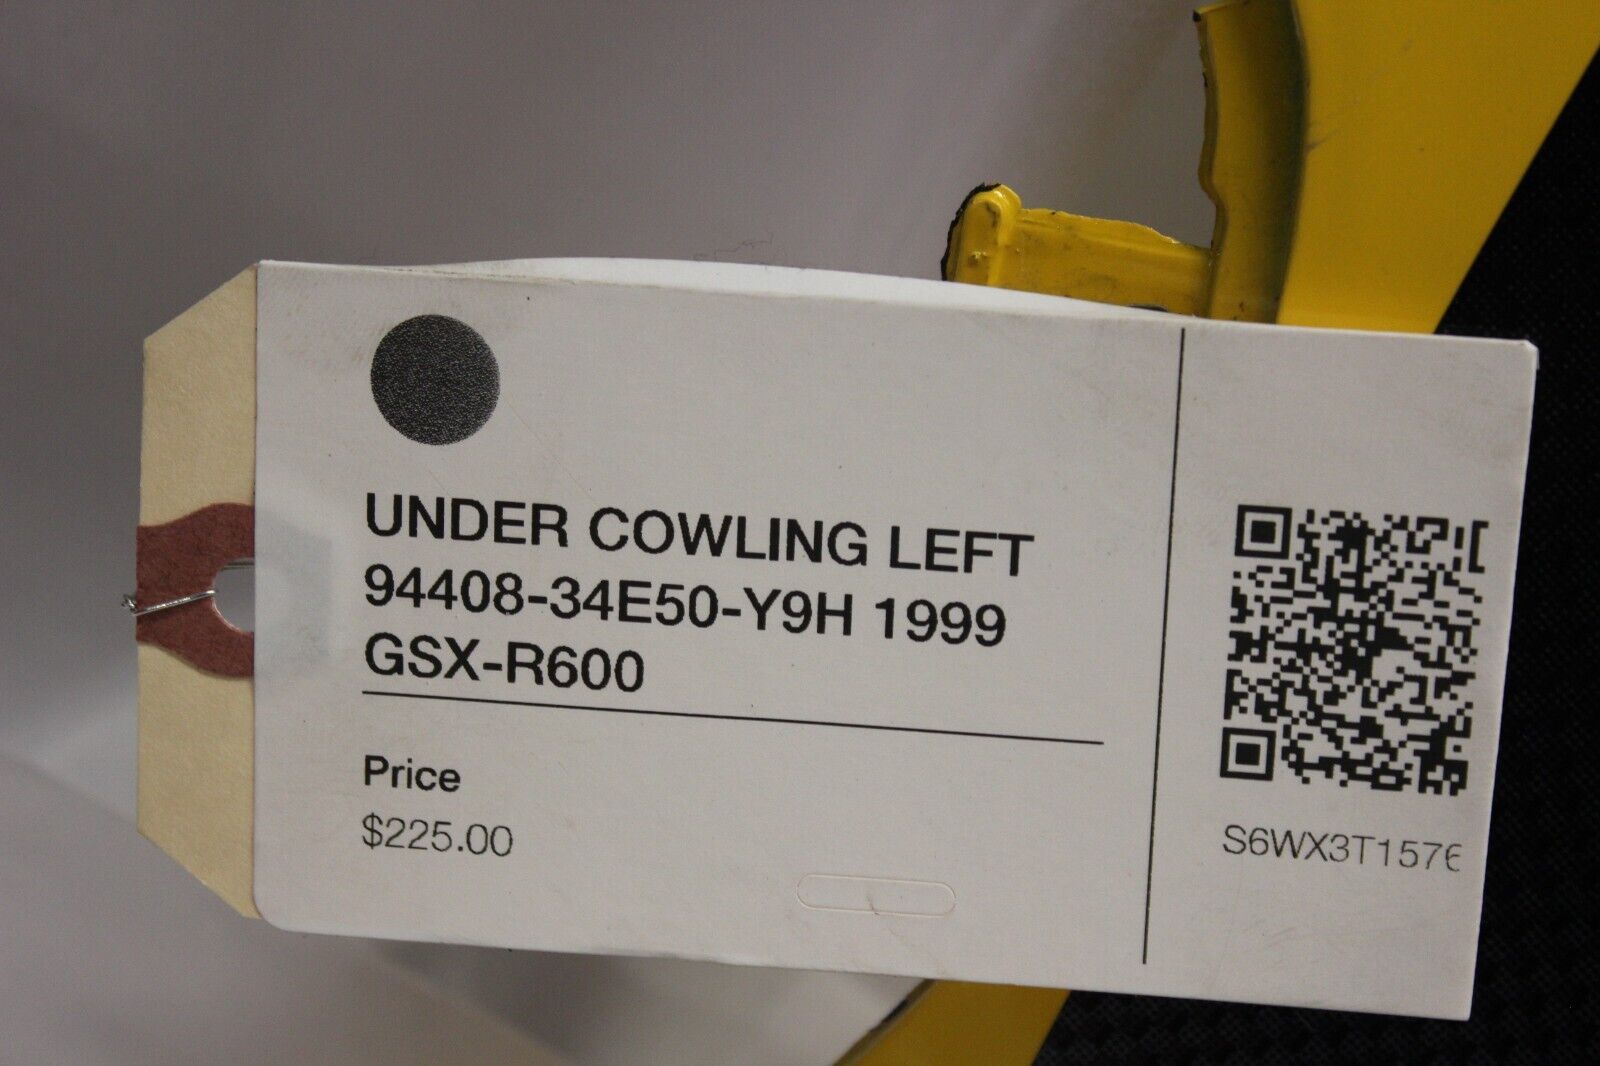 UNDER COWLING LEFT
94408-34E50-Y9H 1999
GSX-R600
Price
$225.00
S6WX3T1576